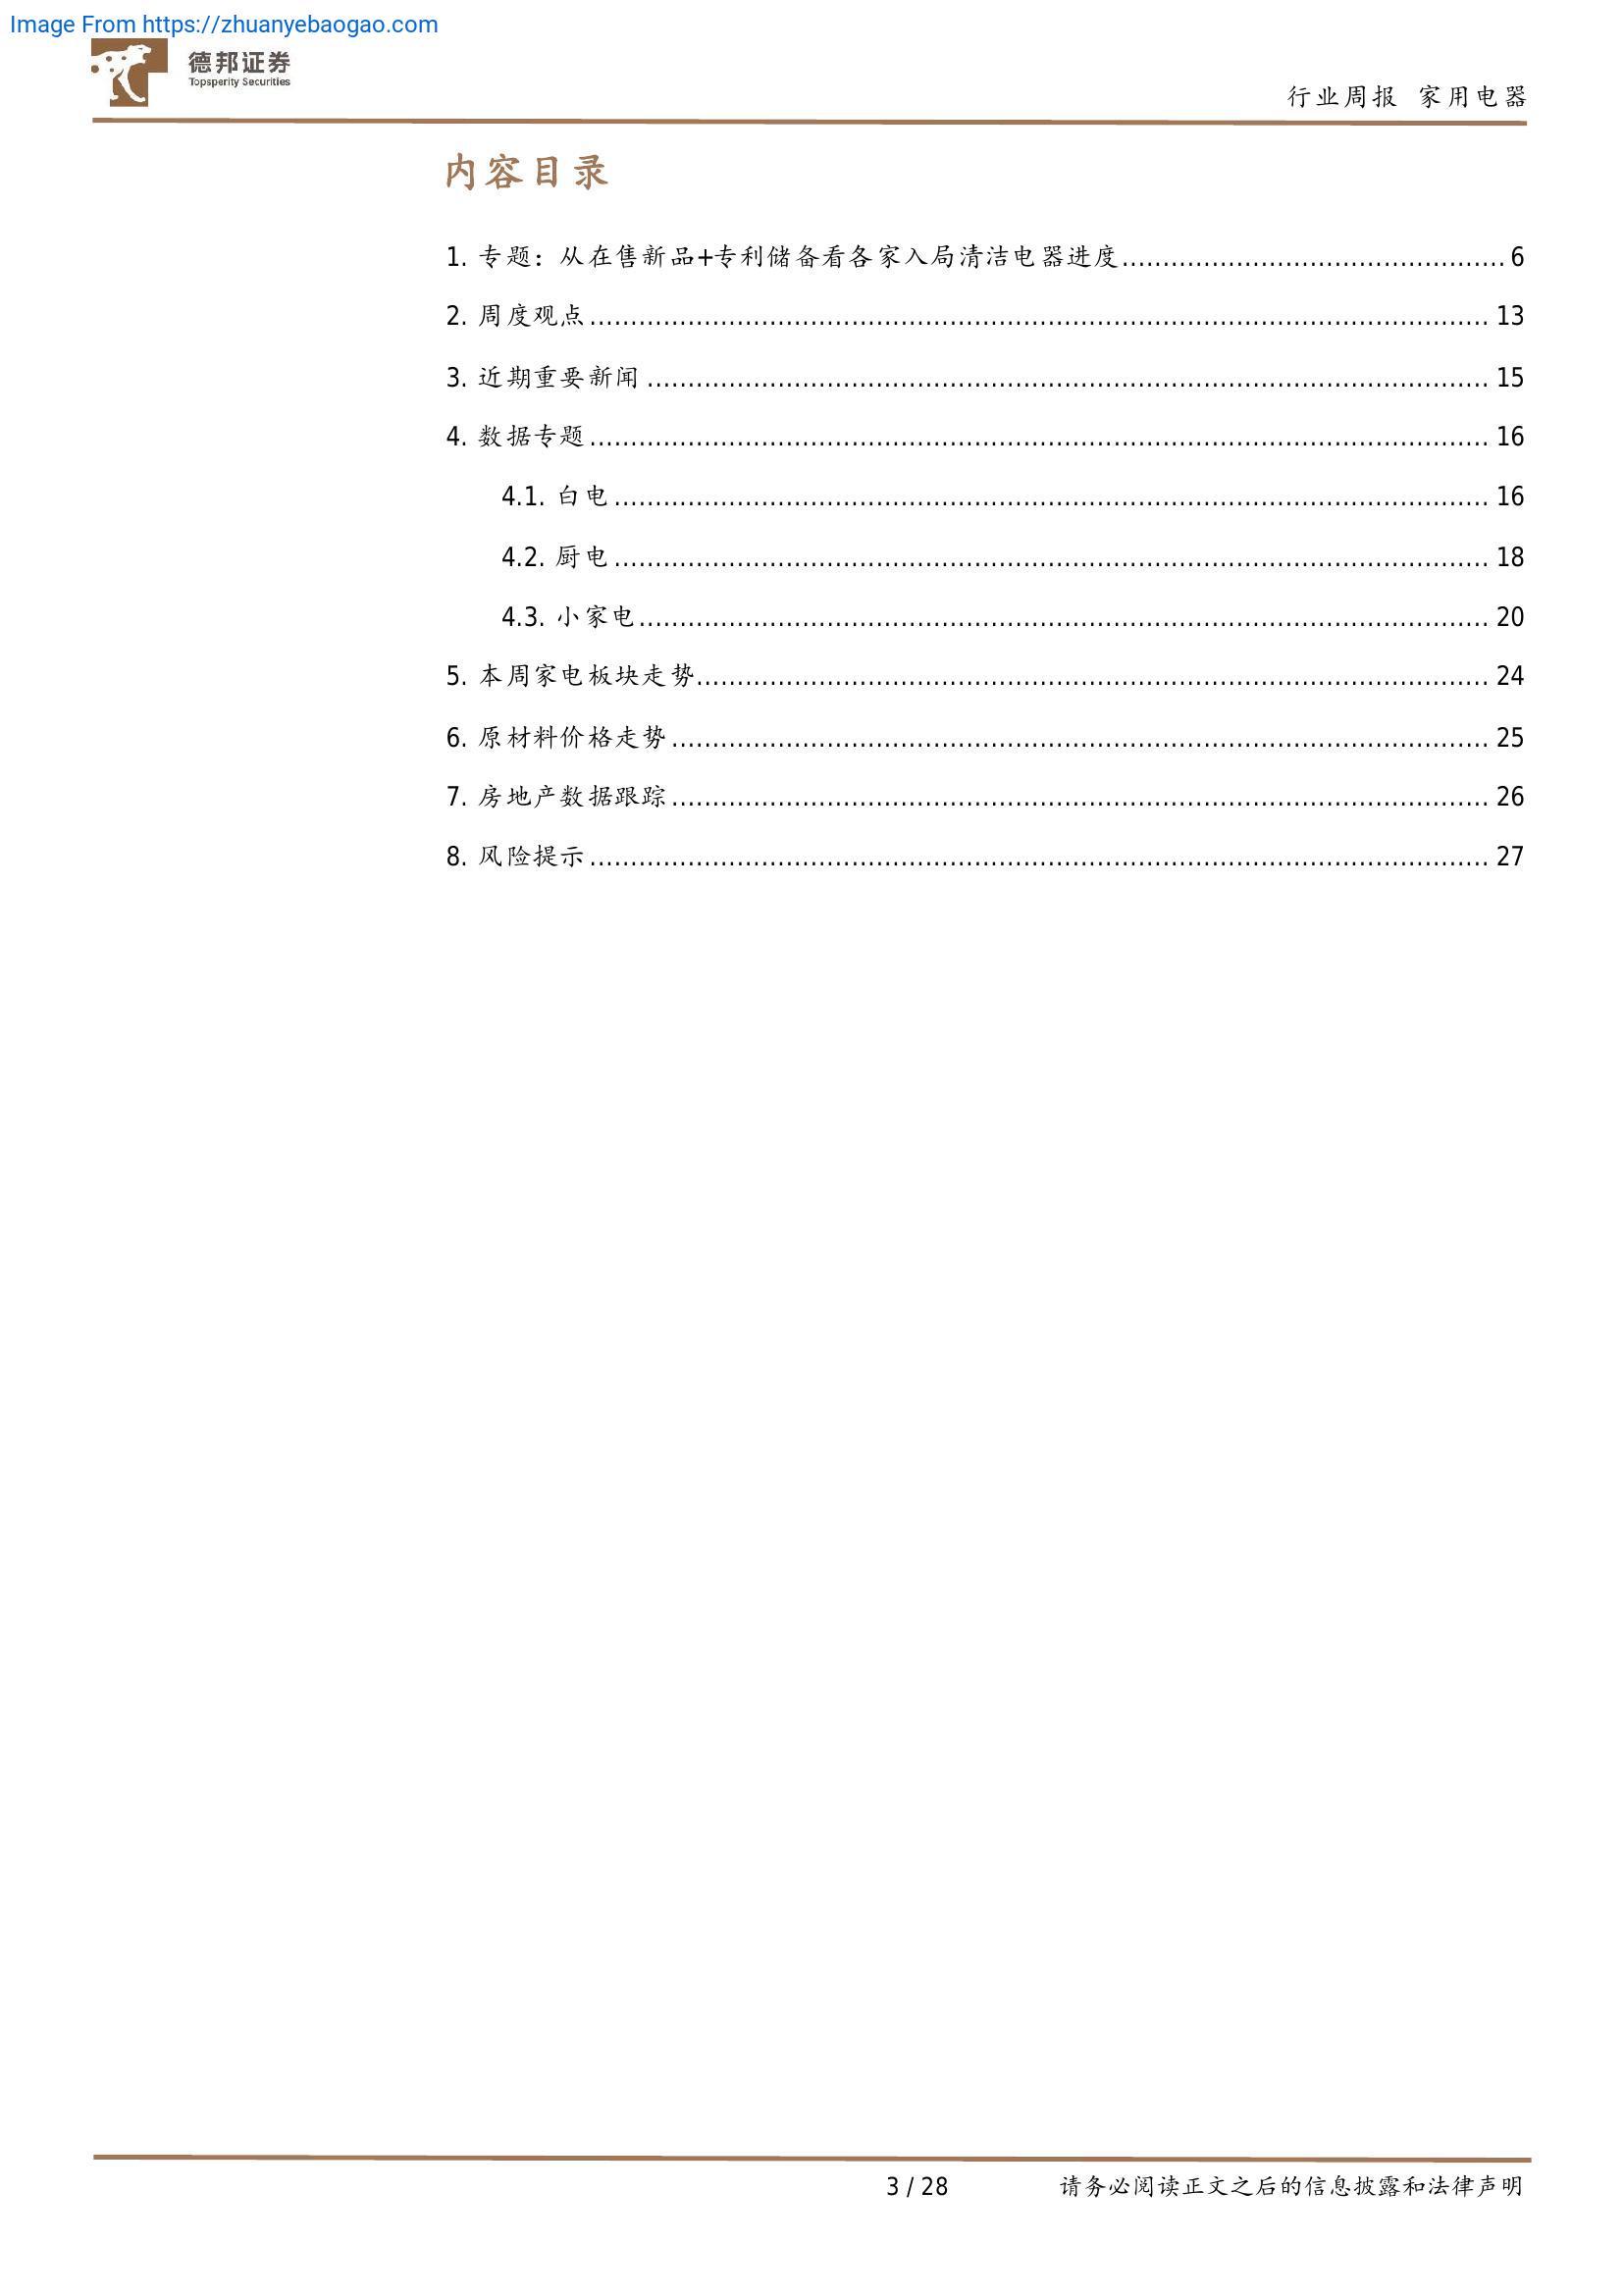 Image From https://zhuanyebaogao.com
德邦证券
Topsperity Securities
行业周报 家用电器
内容目录
1. 专题：从在售新品+专利储备看各家入局清洁电器进度 6
2. 周度观点 13
3. 近期重要新闻 15
4. 数据专题 16
4.1. 白电 16
4.2. 厨电 18
4.3. 小家电 20
5. 本周家电板块走势 24
6. 原材料价格走势 25
7. 房地产数据跟踪 26
8. 风险提示 27
3 / 28 请务必阅读正文之后的信息披露和法律声明